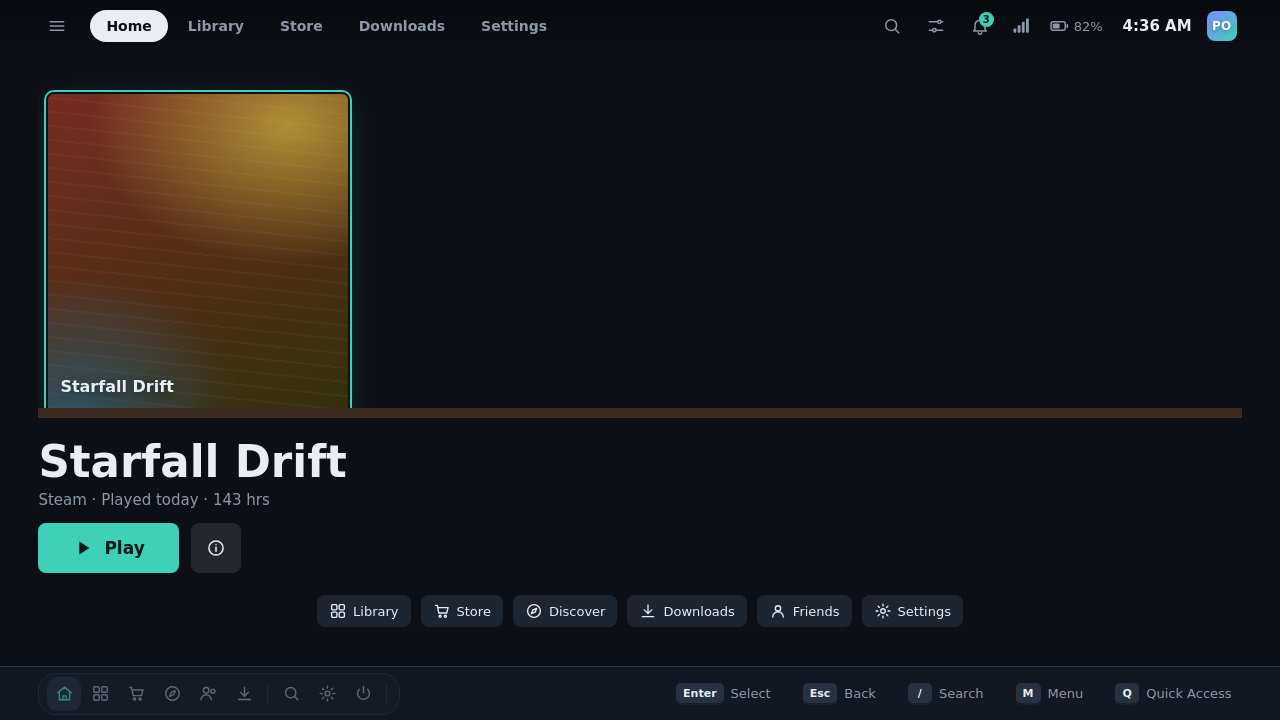 Home Library Store Downloads Settings 3 82% 4:36 AM PO
Starfall Drift
Starfall Drift
Steam · Played today · 143 hrs
Play
Library Store Discover Downloads Friends Settings
Enter Select Esc Back / Search M Menu Q Quick Access